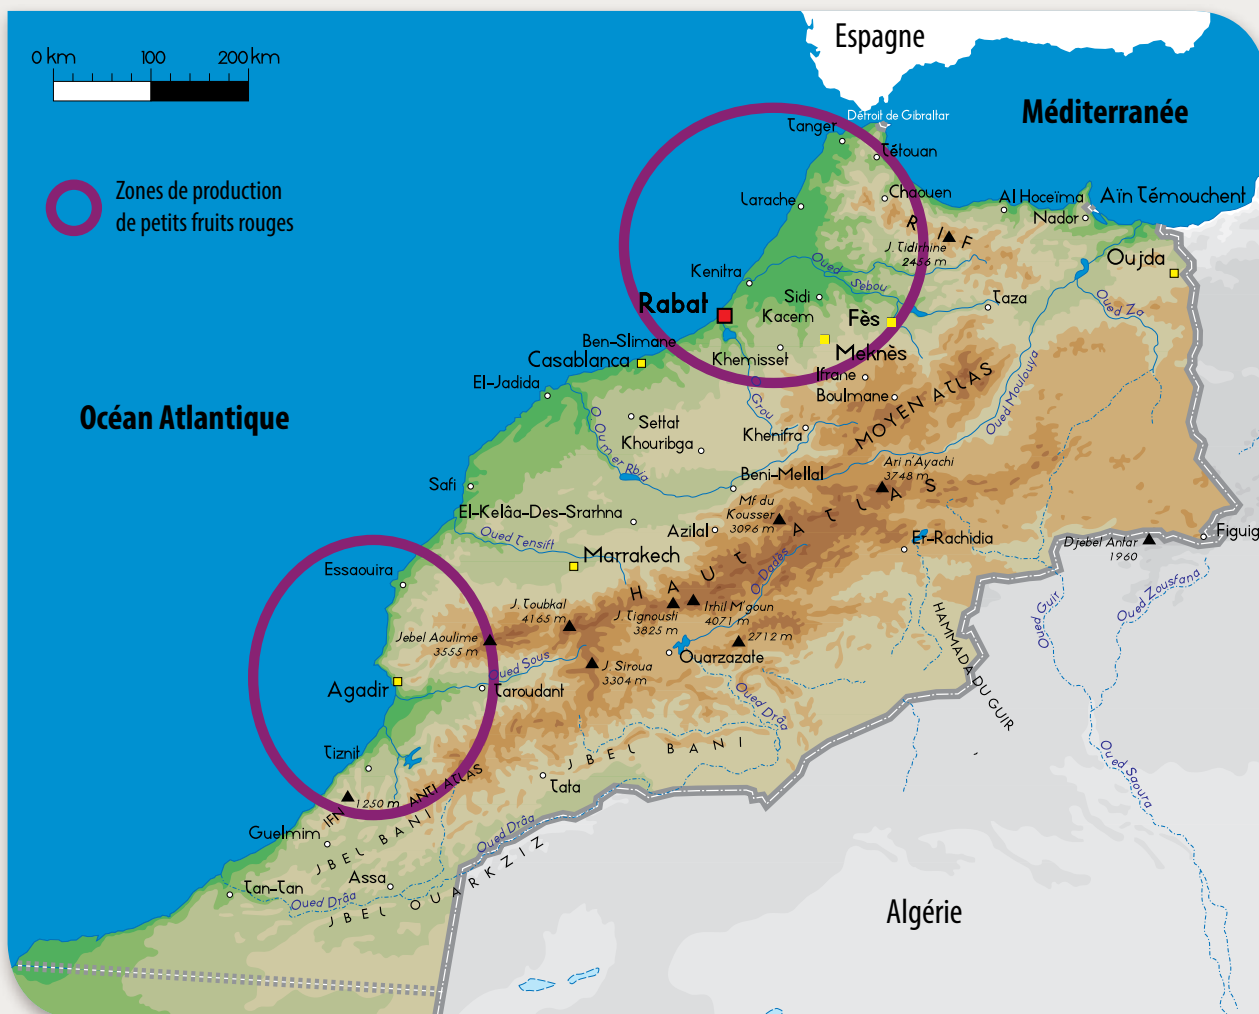 Espagne
0 km 100 200 km
Méditerranée
Détroit de Gibraltar
Tanger
Tétouan
Zones de production
de petits fruits rouges
Chaouen
Al Hoceïma
Aïn Témouchent
Larache
Nador
RIF
J. Tidirhine
2456 m
Oujda
Kenitra
Oued Sebou
Oued Za
Rabat
Sidi
Kacem
Fès
Taza
Ben-Slimane
Casablanca
Khemisset
Meknès
Ifrane
Boulmane
El-Jadida
O Grou
MOYEN ATLAS
Oued Moulouya
Océan Atlantique
Settat
Khouribga
Khenifra
O Oum er Rbia
Beni-Mellal
Ari n'Ayachi
3748 m
Safi
Mf du
Kousser
3096 m
El-Kelâa-Des-Srarhna
Azilal
HAUT ATLAS
Oued Tensift
Marrakech
Er-Rachidia
Djebel Antar
1960
Figuig
Essaouira
O Dadès
Oued Guir
Oued Zousfana
J. Toubkal
4165 m
J. Tignousti
3825 m
Irhil M'goun
4071 m
2712 m
HAMMADA DU GUIR
Jebel Aoulime
3555 m
Oued Sous
J. Siroua
3304 m
Ouarzazate
Agadir
Taroudant
Oued Drâa
Tiznit
JBEL BANI
Oued Saoura
Tata
1250 m
IFN
ANTI ATLAS
Guelmim
JBEL BANI
Oued Drâa
Assa
Tan-Tan
Oued Drâa
JBEL OUARKZIZ
Algérie